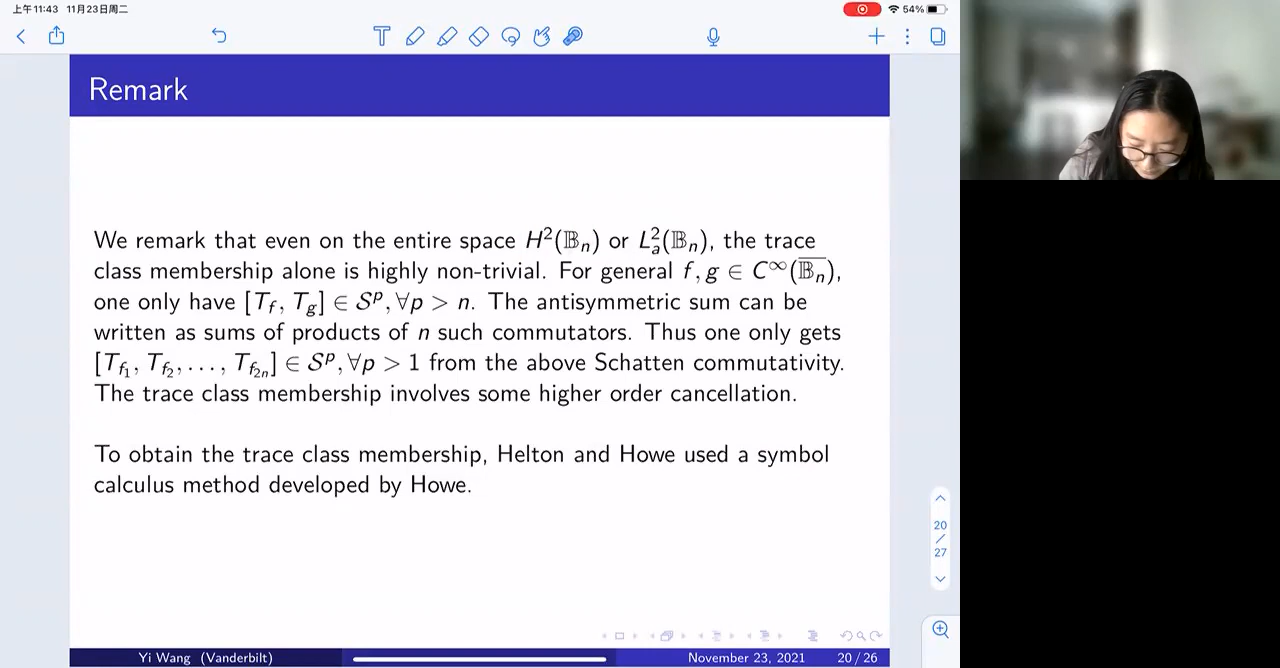 上午11:43 11月23日周二
54%
Remark
We remark that even on the entire space H²(𝔹ₙ) or L²ₐ(𝔹ₙ), the trace
class membership alone is highly non-trivial. For general f, g ∈ C^∞(\overline{𝔹ₙ}),
one only have [T_f, T_g] ∈ 𝒮^p, ∀p > n. The antisymmetric sum can be
written as sums of products of n such commutators. Thus one only gets
[T_{f₁}, T_{f₂}, . . . , T_{f₂ₙ}] ∈ 𝒮^p, ∀p > 1 from the above Schatten commutativity.
The trace class membership involves some higher order cancellation.
To obtain the trace class membership, Helton and Howe used a symbol
calculus method developed by Howe.
20
/
27
Yi Wang (Vanderbilt)
November 23, 2021
20 / 26